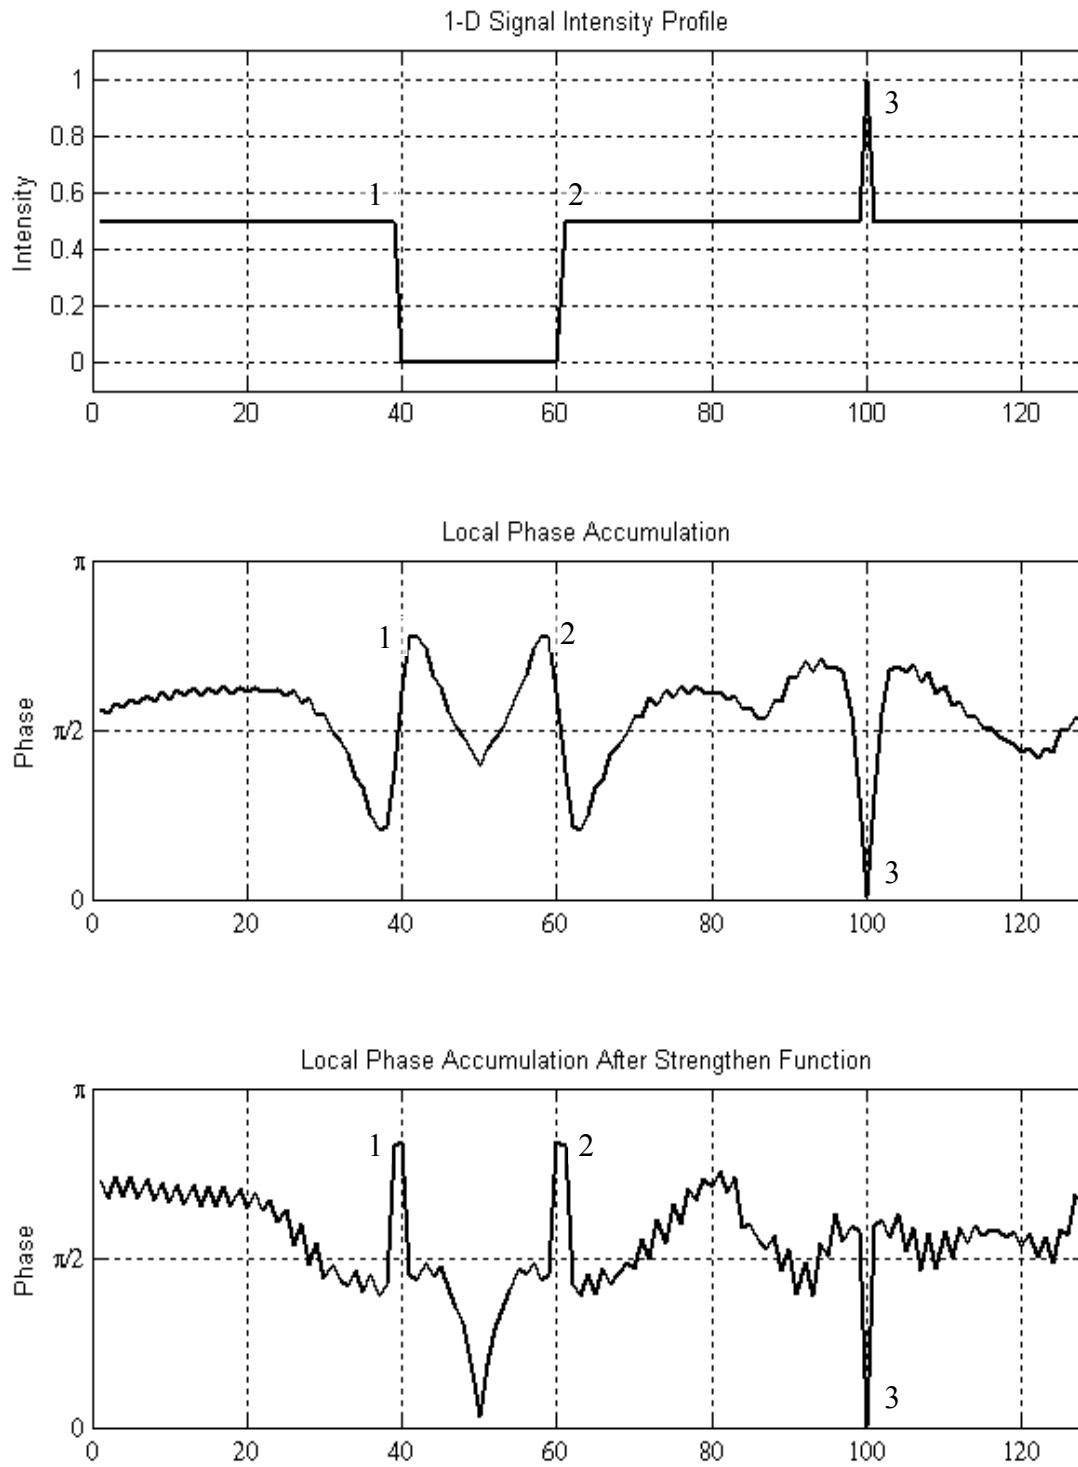 1-D Signal Intensity Profile
1
0.8
0.6
0.4
0.2
0
Intensity
1
2
3
0 20 40 60 80 100 120
Local Phase Accumulation
π
π/2
0
Phase
1
2
3
0 20 40 60 80 100 120
Local Phase Accumulation After Strengthen Function
π
π/2
0
Phase
1
2
3
0 20 40 60 80 100 120